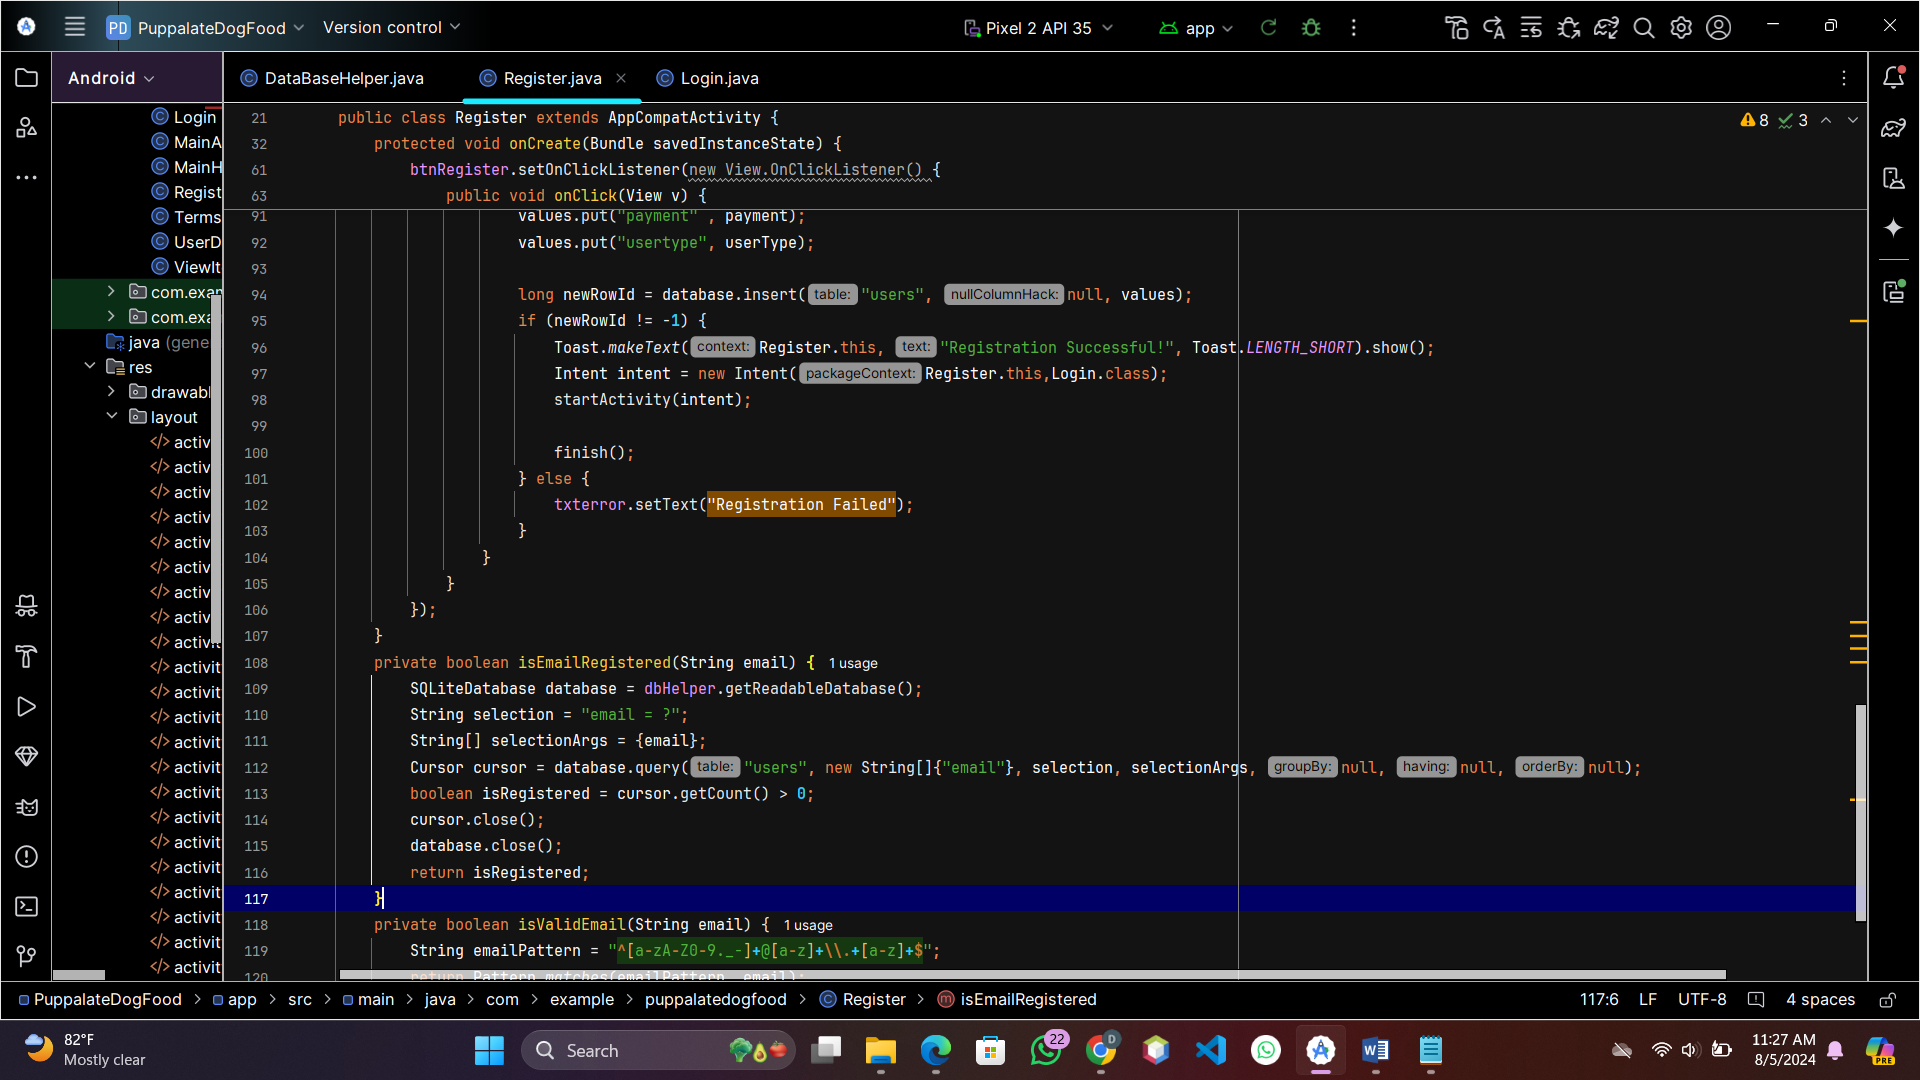 PD PuppalateDogFood Version control Pixel 2 API 35 app
Android DataBaseHelper.java Register.java Login.java
Login
MainA
MainH
Regist
Terms
UserD
ViewIt
com.exam
com.exa
java (gene
res
drawabl
layout
activ
activ
activ
activ
activ
activ
activ
activ
activit
activit
activit
activit
activit
activit
activit
activit
activit
activit
activit
activit
activit
activit
21 public class Register extends AppCompatActivity {
8 3
32 protected void onCreate(Bundle savedInstanceState) {
61 btnRegister.setOnClickListener(new View.OnClickListener() {
63 public void onClick(View v) {
91 values.put("payment" , payment);
92 values.put("usertype", userType);
93
94 long newRowId = database.insert( table: "users", nullColumnHack: null, values);
95 if (newRowId != -1) {
96 Toast.makeText( context: Register.this, text: "Registration Successful!", Toast.LENGTH_SHORT).show();
97 Intent intent = new Intent( packageContext: Register.this,Login.class);
98 startActivity(intent);
99
100 finish();
101 } else {
102 txterror.setText("Registration Failed");
103 }
104 }
105 }
106 });
107 }
108 private boolean isEmailRegistered(String email) { 1 usage
109 SQLiteDatabase database = dbHelper.getReadableDatabase();
110 String selection = "email = ?";
111 String[] selectionArgs = {email};
112 Cursor cursor = database.query( table: "users", new String[]{"email"}, selection, selectionArgs, groupBy: null, having: null, orderBy: null);
113 boolean isRegistered = cursor.getCount() > 0;
114 cursor.close();
115 database.close();
116 return isRegistered;
117 }
118 private boolean isValidEmail(String email) { 1 usage
119 String emailPattern = "^[a-zA-Z0-9._-]+@[a-z]+\\.+[a-z]+$";
120 return Pattern.matches(emailPattern, email);
PuppalateDogFood > app > src > main > java > com > example > puppalatedogfood > Register > isEmailRegistered 117:6 LF UTF-8 4 spaces
82°F
Mostly clear
Search
22
D
PRE
11:27 AM
8/5/2024